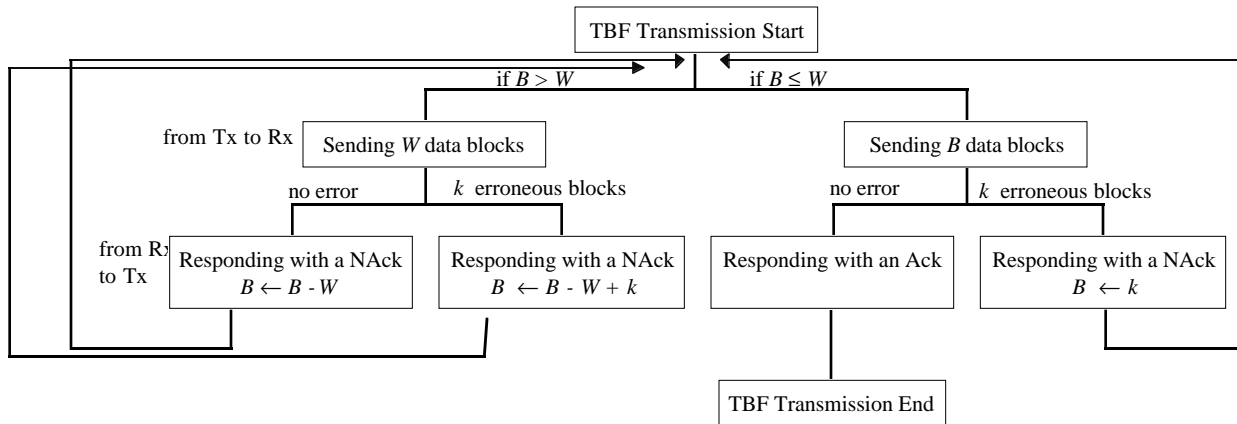 TBF Transmission Start
if B > W
if B ≤ W
from Tx to Rx
Sending W data blocks
Sending B data blocks
no error
k erroneous blocks
no error
k erroneous blocks
from Rx
to Tx
Responding with a NAck
B ← B - W
Responding with a NAck
B ← B - W + k
Responding with an Ack
Responding with a NAck
B ← k
TBF Transmission End